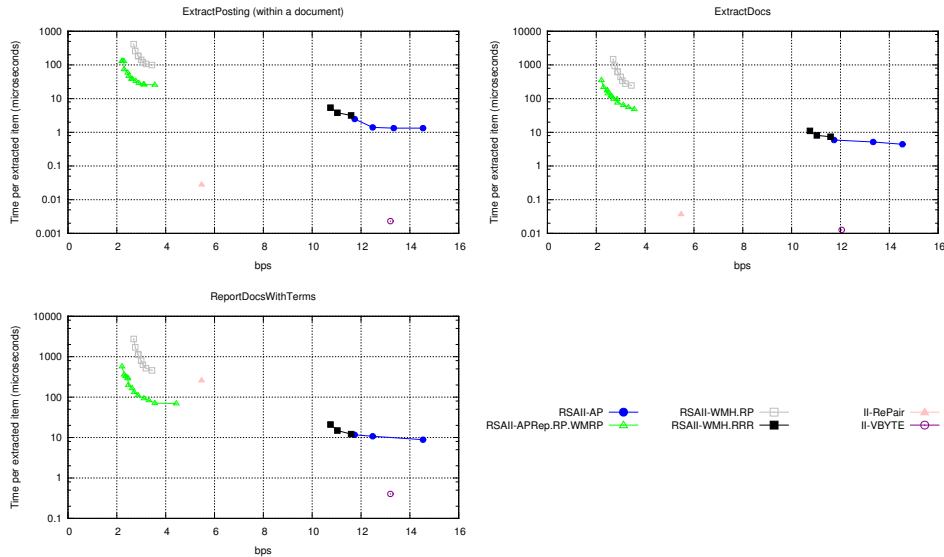 ExtractPosting (within a document)
Time per extracted item (microseconds)
1000
100
10
1
0.1
0.01
0.001
0 2 4 6 8 10 12 14 16
bps
ExtractDocs
Time per extracted item (microseconds)
10000
1000
100
10
1
0.1
0.01
0 2 4 6 8 10 12 14 16
bps
ReportDocsWithTerms
Time per extracted item (microseconds)
10000
1000
100
10
1
0.1
0 2 4 6 8 10 12 14 16
bps
RSAII-AP RSAII-WMH.RP II-RePair
RSAII-APRep.RP.WMRP RSAII-WMH.RRR II-VBYTE